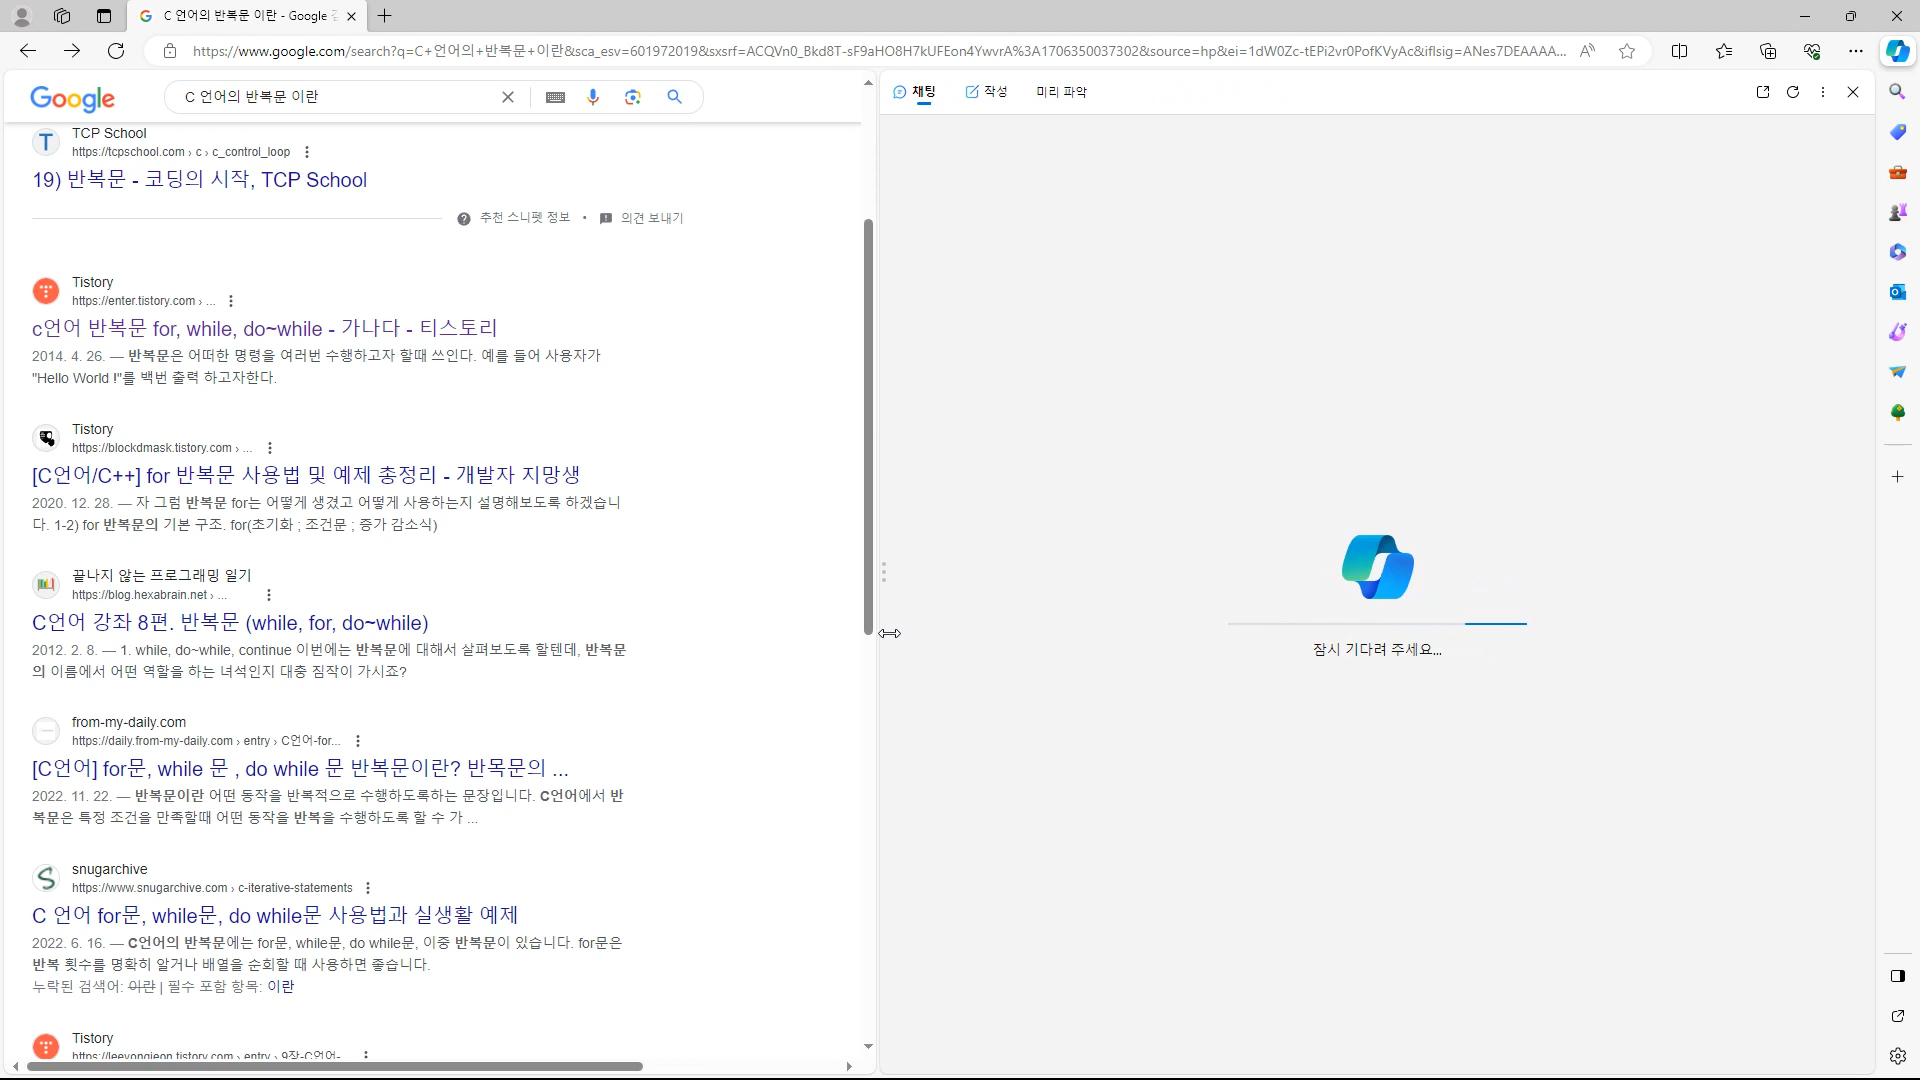 C 언어의 반복문 이란 - Google
https://www.google.com/search?q=C+언어의+반복문+이란&sca_esv=601972019&sxsrf=ACQVn0_Bkd8T-sF9aHO8H7kUFEon4YwvrA%3A1706350037302&source=hp&ei=1dW0Zc-tEPi2vr0PofKVyAc&iflsig=ANes7DEAAAA...
Google
C 언어의 반복문 이란
채팅
작성
미리 파악
TCP School
https://tcpschool.com › c › c_control_loop
19) 반복문 - 코딩의 시작, TCP School
추천 스니펫 정보 • 의견 보내기
Tistory
https://enter.tistory.com › ...
c언어 반복문 for, while, do~while - 가나다 - 티스토리
2014. 4. 26. — 반복문은 어떠한 명령을 여러번 수행하고자 할때 쓰인다. 예를 들어 사용자가
"Hello World !"를 백번 출력 하고자한다.
Tistory
https://blockdmask.tistory.com › ...
[C언어/C++] for 반복문 사용법 및 예제 총정리 - 개발자 지망생
2020. 12. 28. — 자 그럼 반복문 for는 어떻게 생겼고 어떻게 사용하는지 설명해보도록 하겠습니
다. 1-2) for 반복문의 기본 구조. for(초기화 ; 조건문 ; 증가 감소식)
끝나지 않는 프로그래밍 일기
https://blog.hexabrain.net › ...
C언어 강좌 8편. 반복문 (while, for, do~while)
2012. 2. 8. — 1. while, do~while, continue 이번에는 반복문에 대해서 살펴보도록 할텐데, 반복문
의 이름에서 어떤 역할을 하는 녀석인지 대충 짐작이 가시죠?
from-my-daily.com
https://daily.from-my-daily.com › entry › C언어-for...
[C언어] for문, while 문 , do while 문 반복문이란? 반목문의 ...
2022. 11. 22. — 반복문이란 어떤 동작을 반복적으로 수행하도록하는 문장입니다. C언어에서 반
복문은 특정 조건을 만족할때 어떤 동작을 반복을 수행하도록 할 수 가 ...
snugarchive
https://www.snugarchive.com › c-iterative-statements
C 언어 for문, while문, do while문 사용법과 실생활 예제
2022. 6. 16. — C언어의 반복문에는 for문, while문, do while문, 이중 반복문이 있습니다. for문은
반복 횟수를 명확히 알거나 배열을 순회할 때 사용하면 좋습니다.
누락된 검색어: 이란 | 필수 포함 항목: 이란
Tistory
https://leeyongjeon.tistory.com › entry › 9장-C언어-
잠시 기다려 주세요...